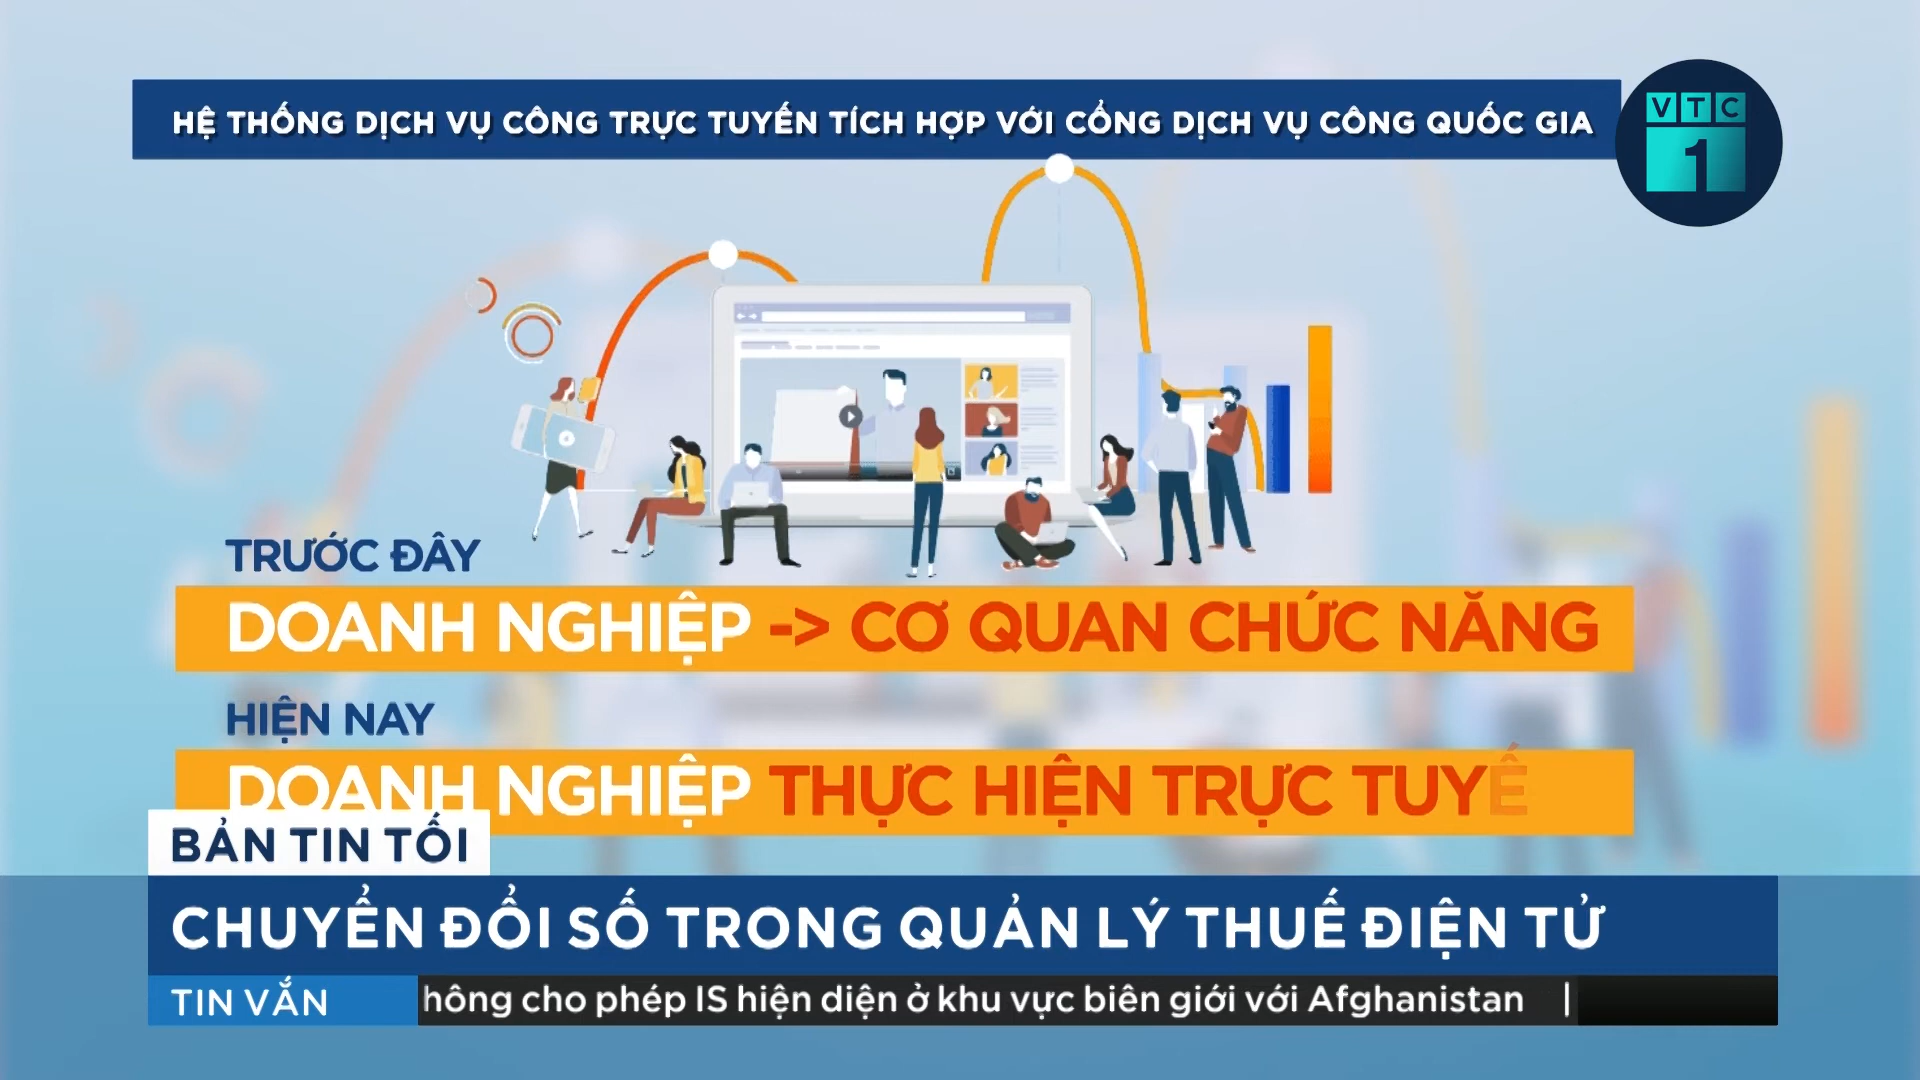 HỆ THỐNG DỊCH VỤ CÔNG TRỰC TUYẾN TÍCH HỢP VỚI CỔNG DỊCH VỤ CÔNG QUỐC GIA
VTC
1
TRƯỚC ĐÂY
DOANH NGHIỆP -> CƠ QUAN CHỨC NĂNG
HIỆN NAY
DOANH NGHIỆP THỰC HIỆN TRỰC TUYẾ
BẢN TIN TỐI
CHUYỂN ĐỔI SỐ TRONG QUẢN LÝ THUẾ ĐIỆN TỬ
TIN VẮN
hông cho phép IS hiện diện ở khu vực biên giới với Afghanistan |